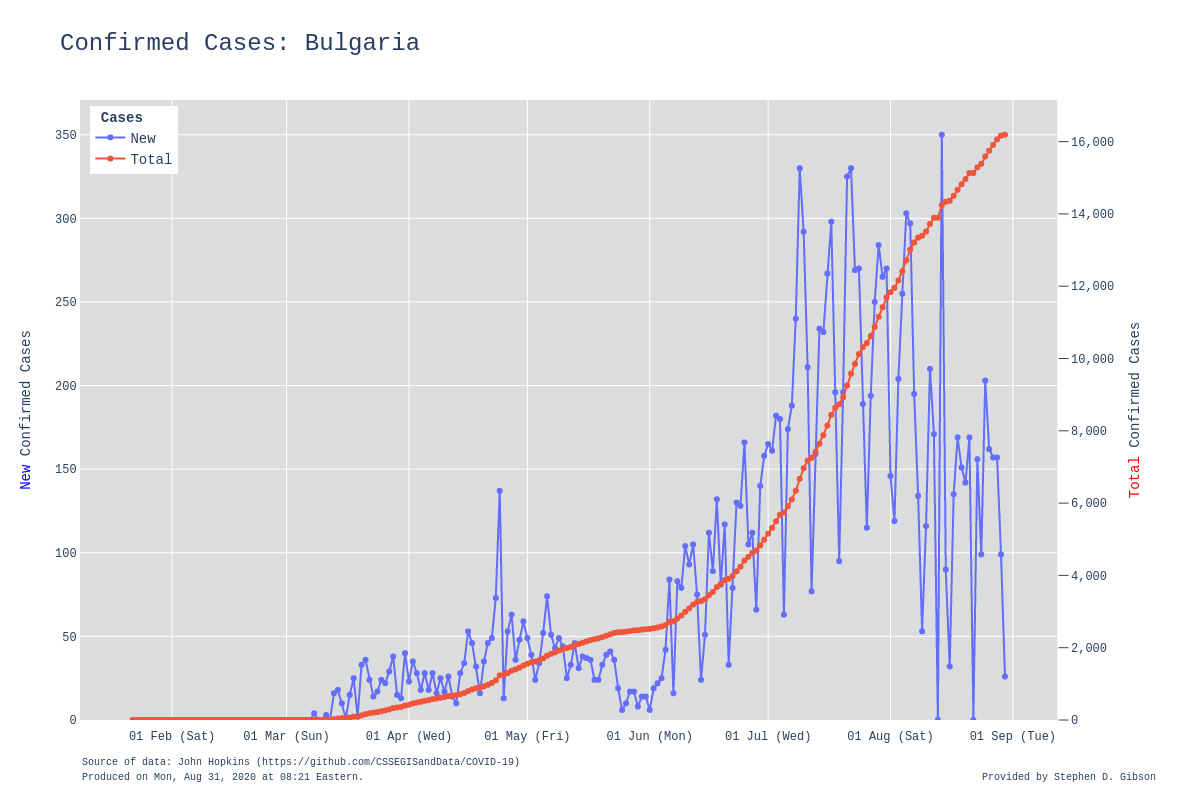 Confirmed Cases: Bulgaria
Cases
New
Total
350
300
250
200
150
100
50
0
16,000
14,000
12,000
10,000
8,000
6,000
4,000
2,000
0
New Confirmed Cases
Total Confirmed Cases
01 Feb (Sat)
01 Mar (Sun)
01 Apr (Wed)
01 May (Fri)
01 Jun (Mon)
01 Jul (Wed)
01 Aug (Sat)
01 Sep (Tue)
Source of data: John Hopkins (https://github.com/CSSEGISandData/COVID-19)
Produced on Mon, Aug 31, 2020 at 08:21 Eastern.
Provided by Stephen D. Gibson